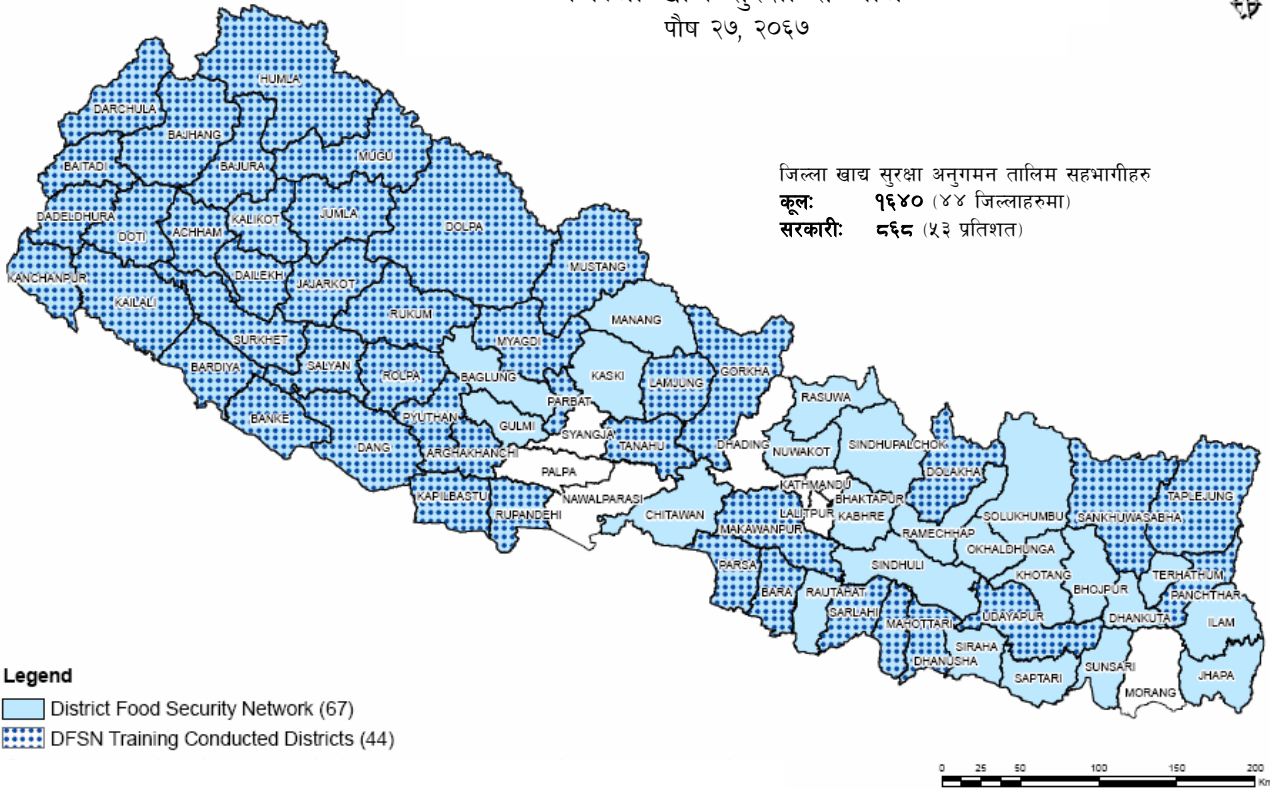 पौष २७, २०६७
HUMLA
DARCHULA
BAJHANG
BAITADI
BAJURA
MUGU
जिल्ला खाद्य सुरक्षा अनुगमन तालिम सहभागीहरु
कूल: १६४० (४४ जिल्लाहरुमा)
सरकारी: ८६८ (५३ प्रतिशत)
DADELDHURA
DOTI
ACHHAM
KALIKOT
JUMLA
DOLPA
MUSTANG
KANCHANPUR
KAILALI
DAILEKH
JAJARKOT
RUKUM
MANANG
SURKHET
MYAGDI
BARDIYA
SALYAN
ROLPA
BAGLUNG
KASKI
LAMJUNG
GORKHA
PARBAT
RASUWA
BANKE
PYUTHAN
GULMI
SYANGJA
TANAHU
DHADING
NUWAKOT
SINDHUPALCHOK
DANG
ARGHAKHANCHI
PALPA
DOLAKHA
KAPILBASTU
RUPANDEHI
NAWALPARASI
CHITAWAN
KATHMANDU
BHAKTAPUR
LALITPUR
KABHRE
MAKAWANPUR
SOLUKHUMBU
SANKHUWASABHA
TAPLEJUNG
RAMECHHAP
OKHALDHUNGA
PARSA
SINDHULI
KHOTANG
TERHATHUM
BARA
RAUTAHAT
BHOJPUR
PANCHTHAR
SARLAHI
MAHOTTARI
UDAYAPUR
DHANKUTA
ILAM
DHANUSHA
SIRAHA
SAPTARI
SUNSARI
JHAPA
MORANG
Legend
District Food Security Network (67)
DFSN Training Conducted Districts (44)
0 25 50 100 150 200
Km